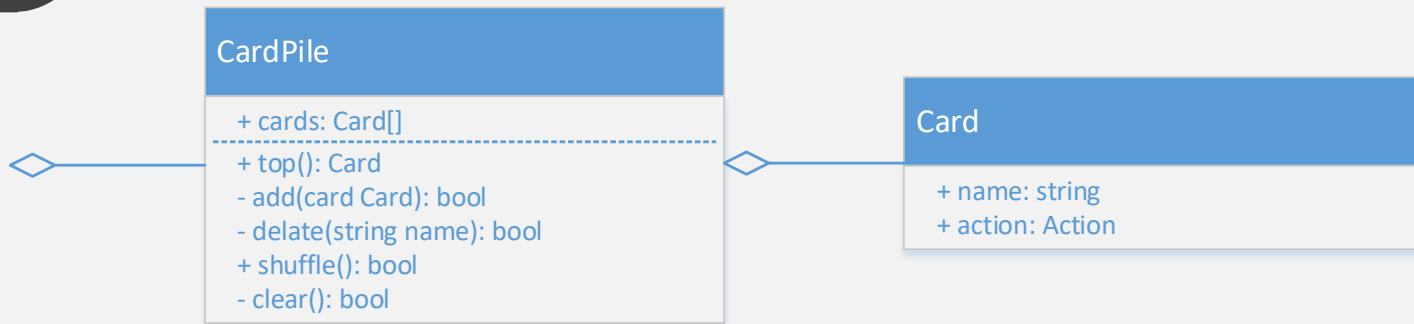 CardPile
+ cards: Card[]
+ top(): Card
- add(card Card): bool
- delate(string name): bool
+ shuffle(): bool
- clear(): bool
Card
+ name: string
+ action: Action